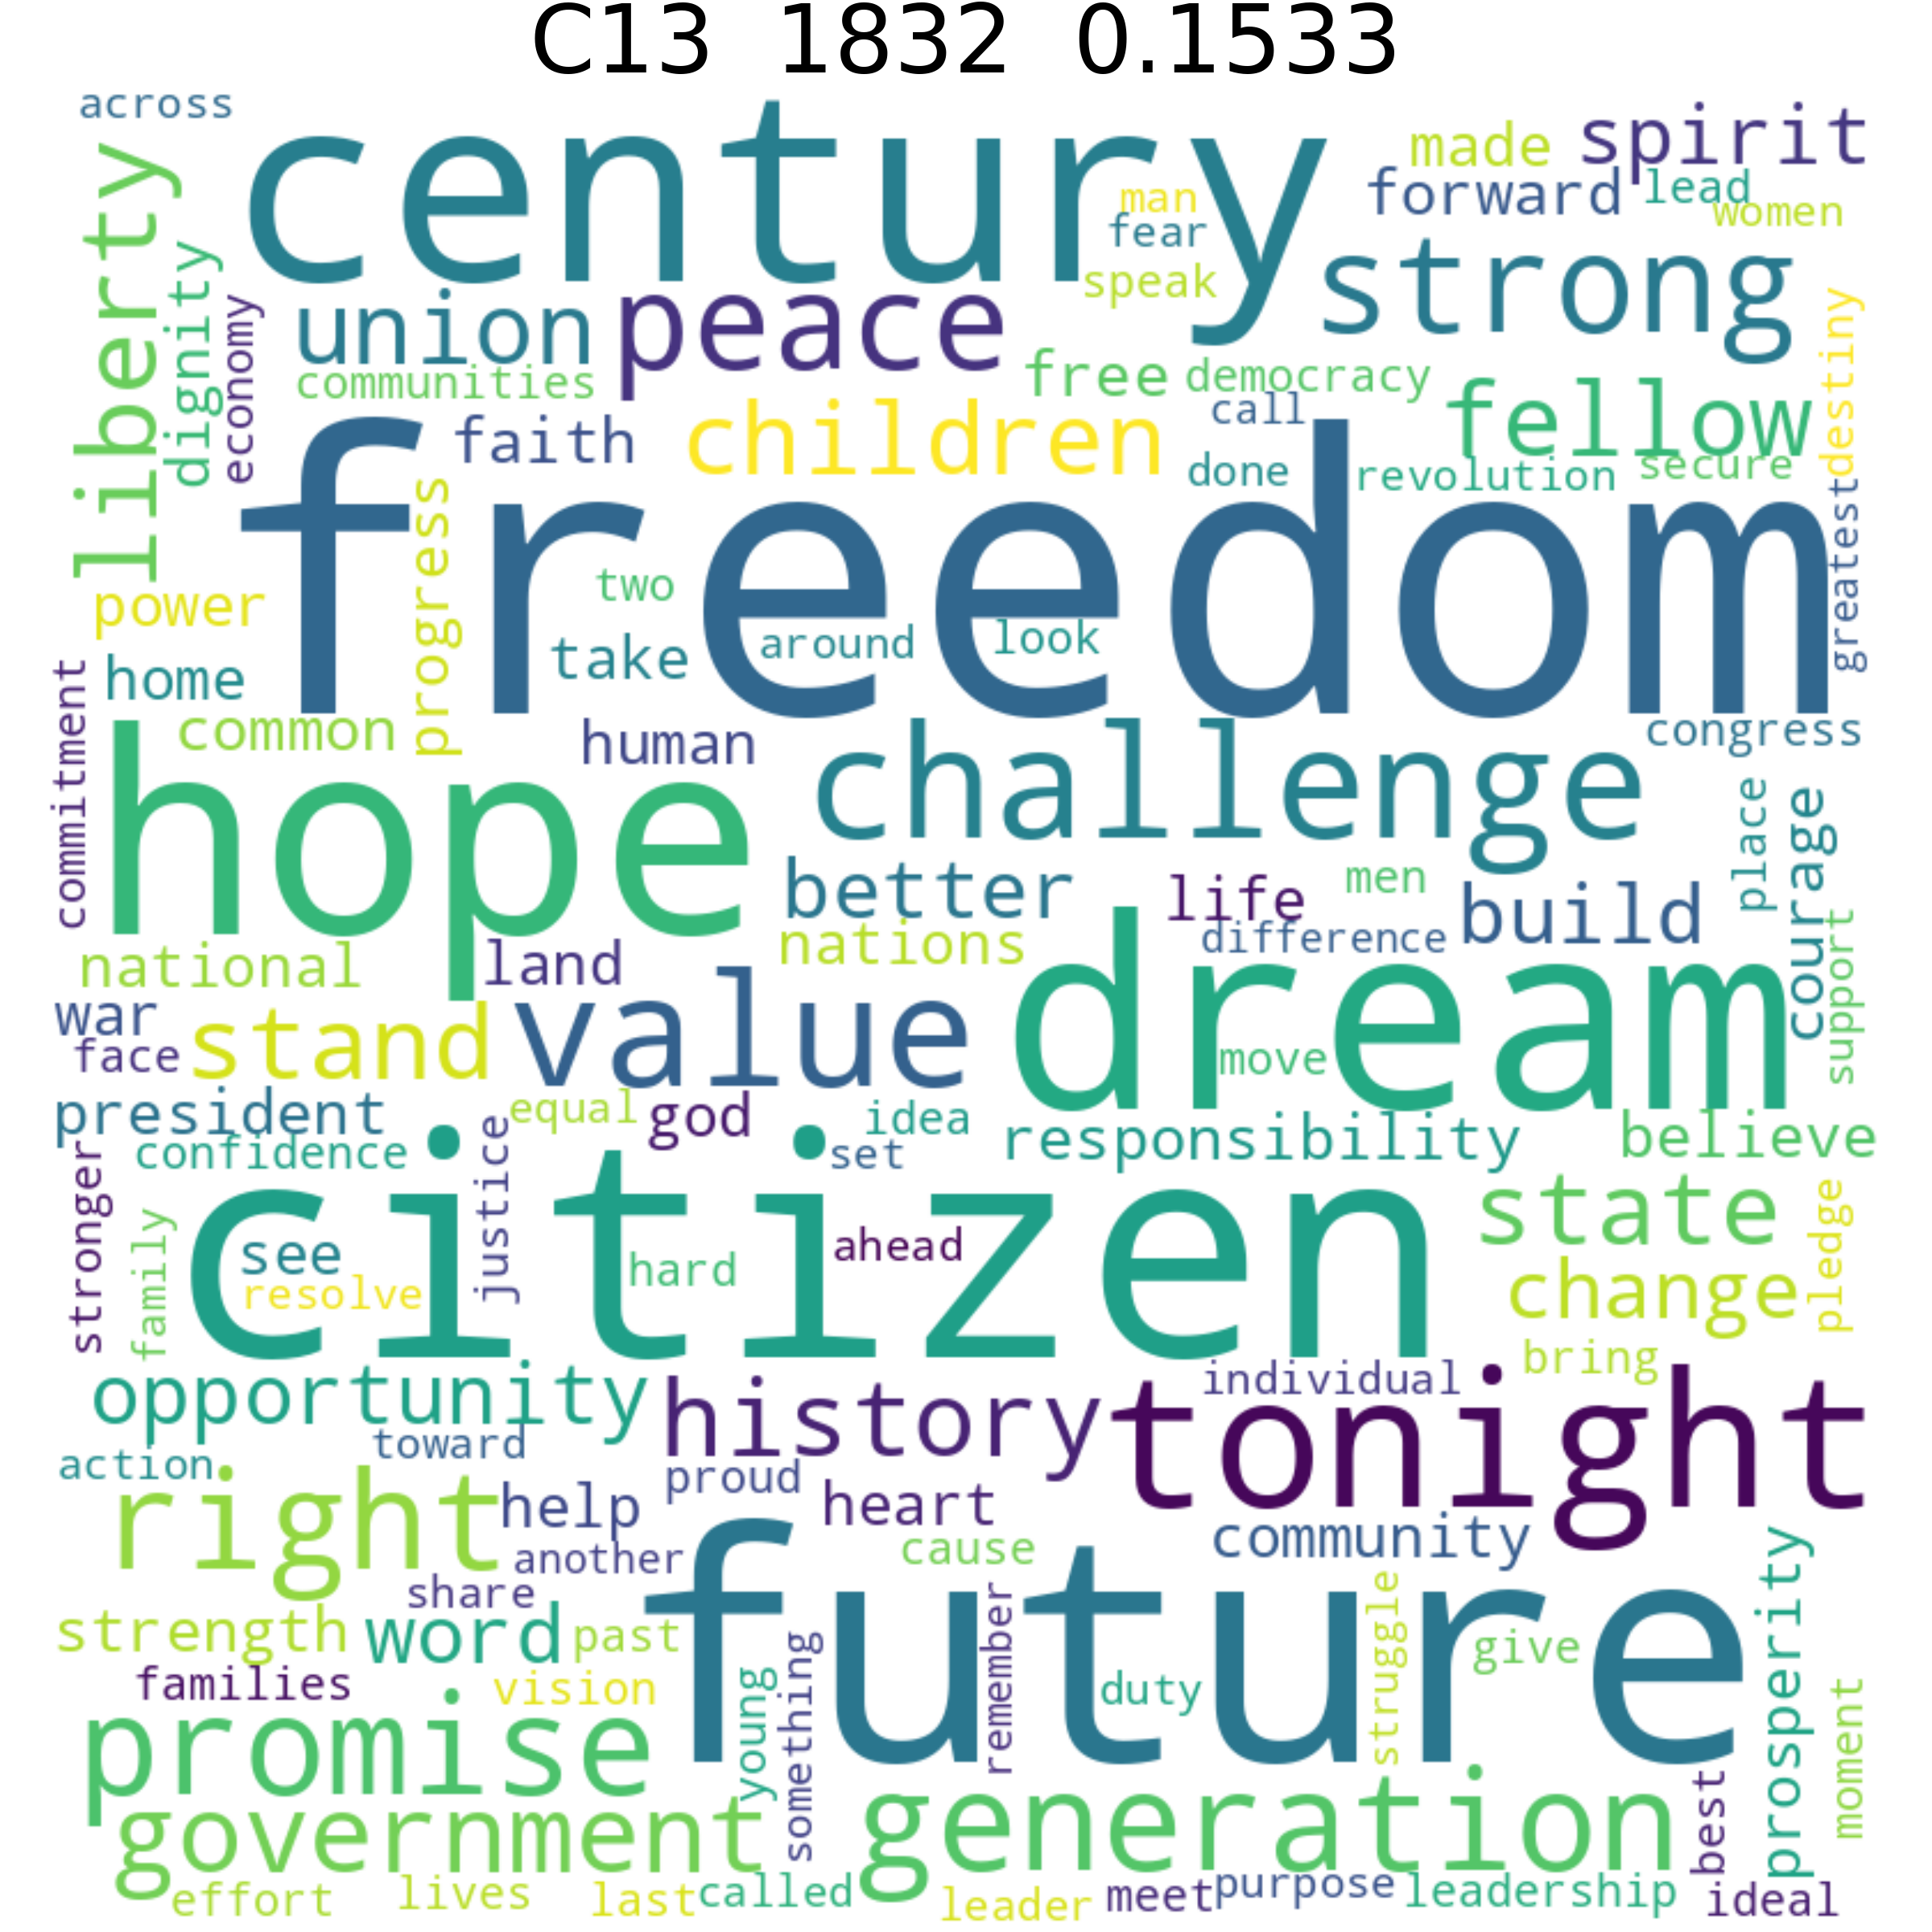 C13 1832 0.1533
across
century
made
spirit
forward
lead
women
man
fear
speak
liberty
dignity
economy
union
peace
strong
destiny
communities
free
democracy
fellow
faith
children
call
done
revolution
secure
greatest
freedom
progress
two
take
around
look
power
home
commitment
common
human
congress
hope
challenge
place
courage
better
life
men
build
difference
support
national
land
nations
dream
war
face
stand
value
move
president
equal
god
idea
set
responsibility
believe
confidence
justice
stronger
family
citizen
see
resolve
hard
ahead
state
pledge
change
bring
opportunity
history
individual
tonight
toward
action
right
help
proud
heart
community
another
cause
share
future
prosperity
strength
word
past
something
remember
struggle
give
families
vision
young
duty
moment
promise
government
generation
best
effort
lives
last
called
leader
meet
purpose
leadership
ideal